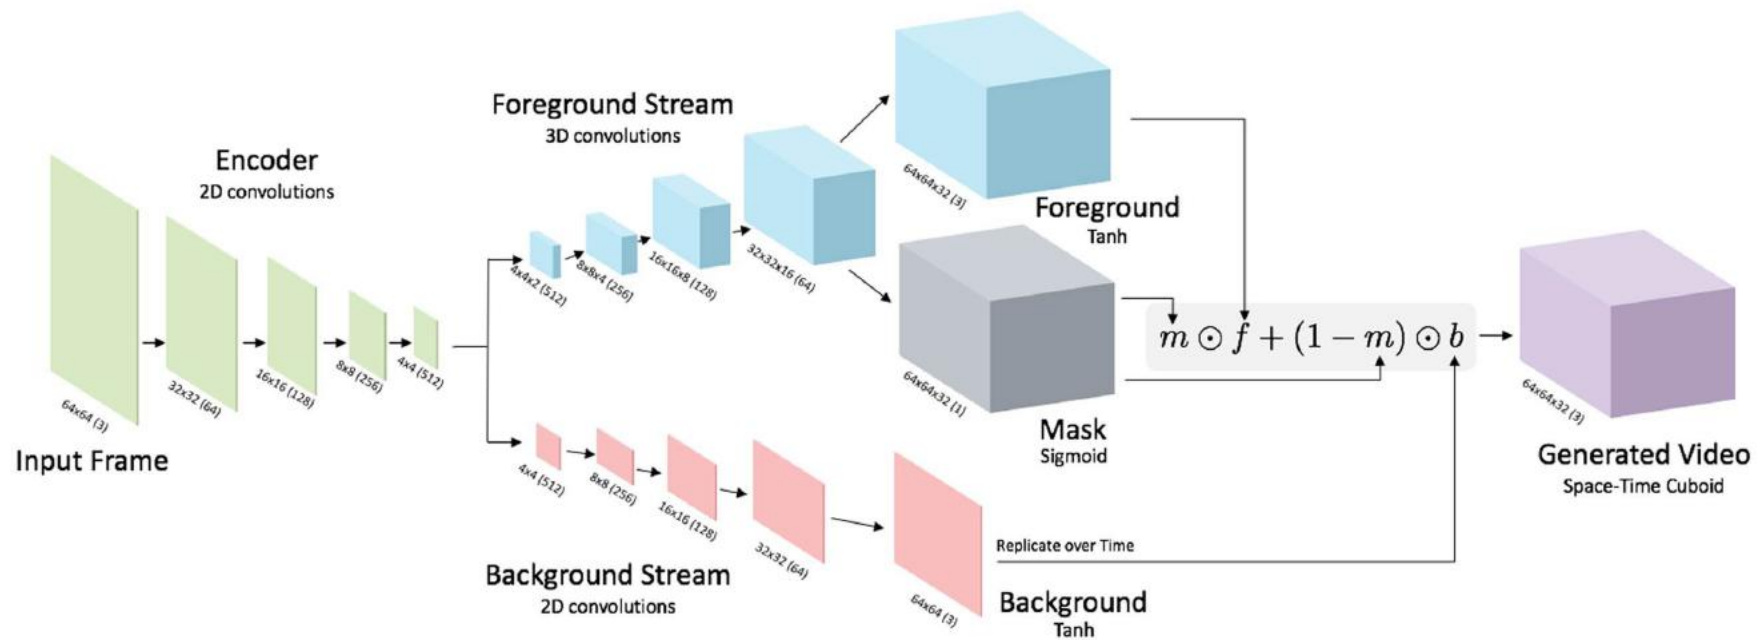 Encoder
2D convolutions
64x64 (3)
32x32 (64)
16x16 (128)
8x8 (256)
4x4 (512)
Input Frame
Foreground Stream
3D convolutions
4x4x2 (512)
8x8x4 (256)
16x16x8 (128)
32x32x16 (64)
64x64x32 (3)
Foreground
Tanh
64x64x32 (1)
Mask
Sigmoid
4x4 (512)
8x8 (256)
16x16 (128)
32x32 (64)
64x64 (3)
Background Stream
2D convolutions
Replicate over Time
Background
Tanh
m ⊙ f + (1 − m) ⊙ b
64x64x32 (3)
Generated Video
Space-Time Cuboid